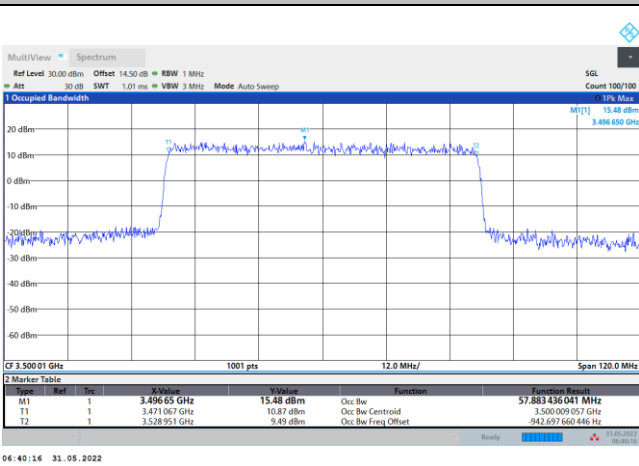 MultiView Spectrum
Ref Level 30.00 dBm Offset 14.50 dB RBW 1 MHz SGL
Att 30 dB SWT 1.01 ms VBW 3 MHz Mode Auto Sweep Count 100/100
1 Occupied Bandwidth 1Pk Max
M1[1] 15.48 dBm
3.496 650 GHz
20 dBm
M1
T1 T2
10 dBm
0 dBm
-10 dBm
-20 dBm
-40 dBm
-50 dBm
-60 dBm
CF 3.500 01 GHz 1001 pts 12.0 MHz/ Span 120.0 MHz
2 Marker Table
Type Ref Trc X-Value Y-Value Function Function Result
M1 1 3.496 65 GHz 15.48 dBm Occ Bw 57.883 436 041 MHz
T1 1 3.471 067 GHz 10.87 dBm Occ Bw Centroid 3.500 009 057 GHz
T2 1 3.528 951 GHz 9.49 dBm Occ Bw Freq Offset -942.697 660 446 Hz
Ready 31.05.2022
06:40:16
06:40:16 31.05.2022